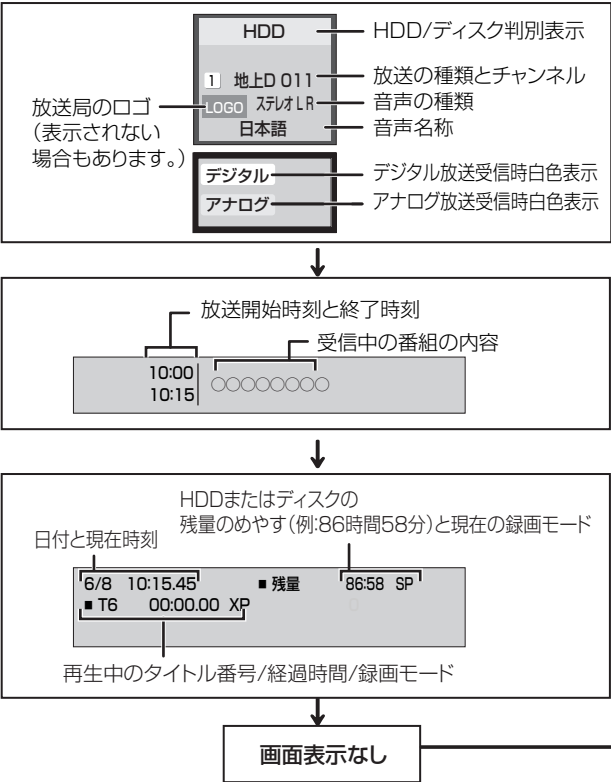 HDD
HDD/ディスク判別表示
1 地上D 011
放送の種類とチャンネル
放送局のロゴ
(表示されない
場合もあります。)
LOGO ステレオLR
音声の種類
日本語
音声名称
デジタル
デジタル放送受信時白色表示
アナログ
アナログ放送受信時白色表示
放送開始時刻と終了時刻
受信中の番組の内容
10:00
10:15
○○○○○○○○
HDDまたはディスクの
残量のめやす(例:86時間58分)と現在の録画モード
日付と現在時刻
6/8 10:15.45 ■残量 86:58 SP
■T6 00:00.00 XP 0
再生中のタイトル番号/経過時間/録画モード
画面表示なし